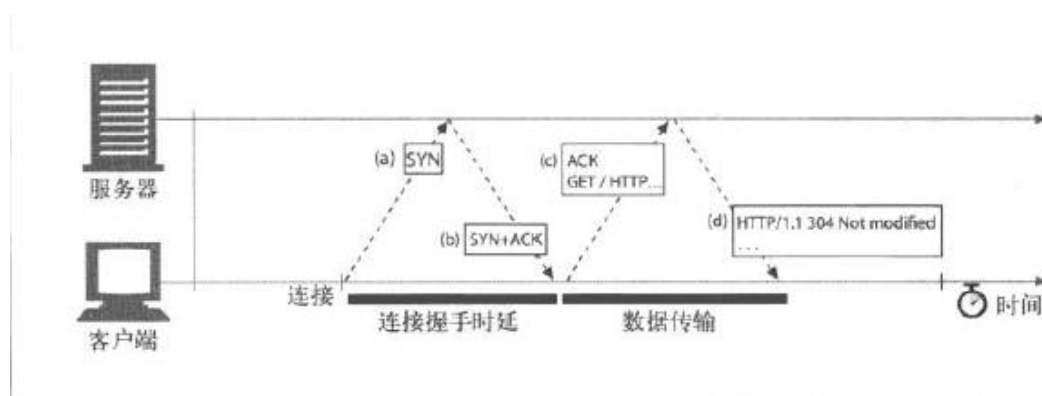 (a) SYN
(c) ACK
GET / HTTP...
服务器
(d) HTTP/1.1 304 Not modified
...
(b) SYN+ACK
连接
时间
连接握手时延
数据传输
客户端